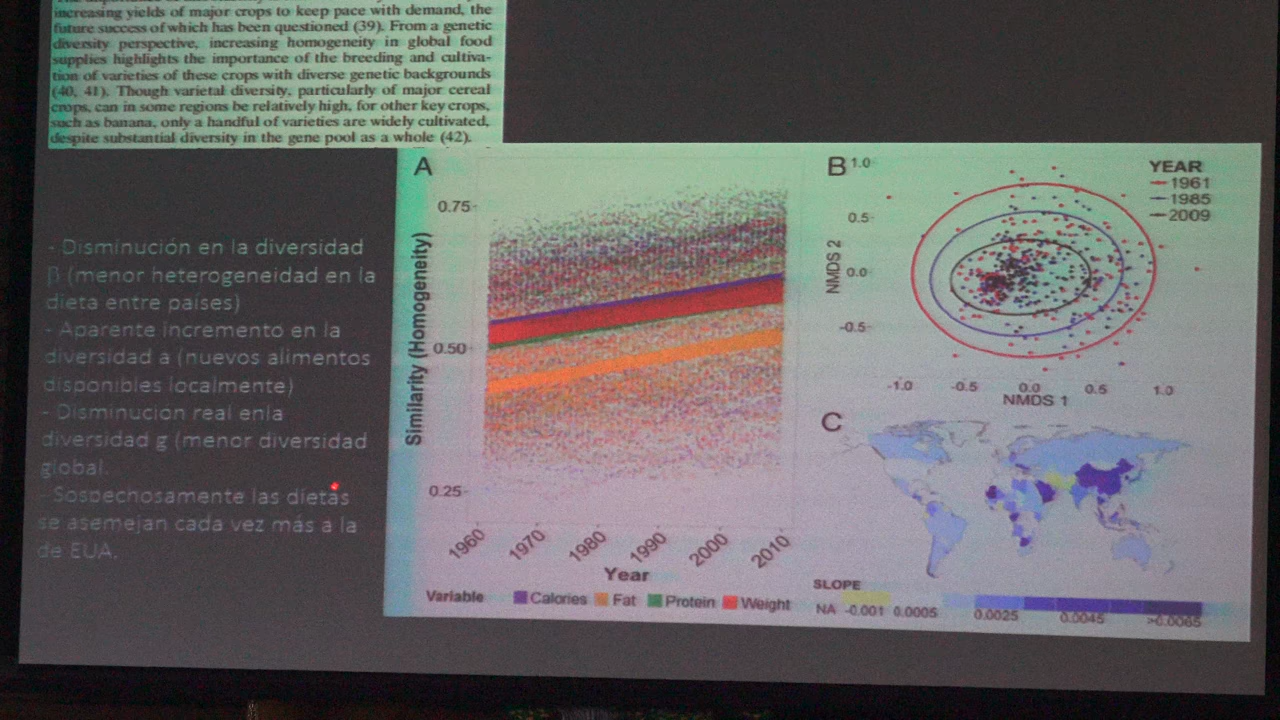 increasing yields of major crops to keep pace with demand, the
future success of which has been questioned (39). From a genetic
diversity perspective, increasing homogeneity in global food
supplies highlights the importance of the breeding and cultiva-
tion of varieties of these crops with diverse genetic backgrounds
(40, 41). Though varietal diversity, particularly of major cereal
crops, can in some regions be relatively high, for other key crops,
such as banana, only a handful of varieties are widely cultivated,
despite substantial diversity in the gene pool as a whole (42).
- Disminución en la diversidad
β (menor heterogeneidad en la
dieta entre países)
- Aparente incremento en la
diversidad a (nuevos alimentos
disponibles localmente)
- Disminución real enla
diversidad g (menor diversidad
global.
- Sospechosamente las dietas
se asemejan cada vez más a la
de EUA.
A
Similarity (Homogeneity)
0.75
0.50
0.25
1960 1970 1980 1990 2000 2010
Year
Variable Calories Fat Protein Weight
B
YEAR
1961
1985
2009
NMDS 2
1.0
0.5
0.0
-0.5
-1.0 -0.5 0.0 0.5 1.0
NMDS 1
C
SLOPE
NA -0.001 0.0005 0.0025 0.0045 >0.0065